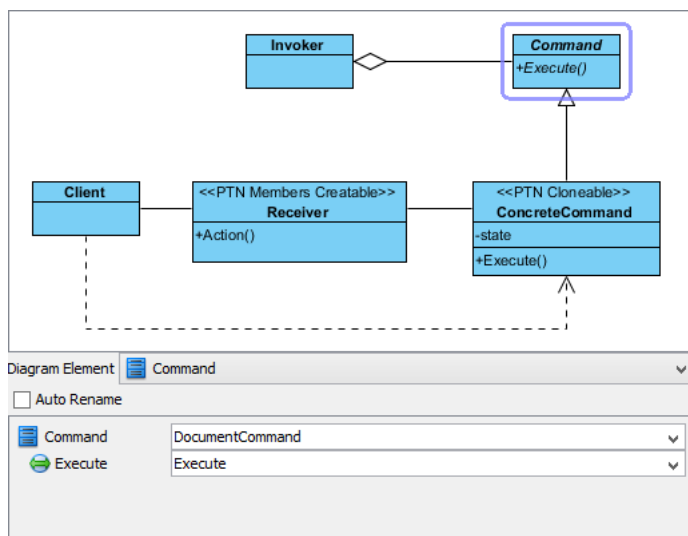 Invoker
Command
+Execute()
Client
<<PTN Members Creatable>>
Receiver
+Action()
<<PTN Cloneable>>
ConcreteCommand
-state
+Execute()
Diagram Element Command
Auto Rename
Command DocumentCommand
Execute Execute